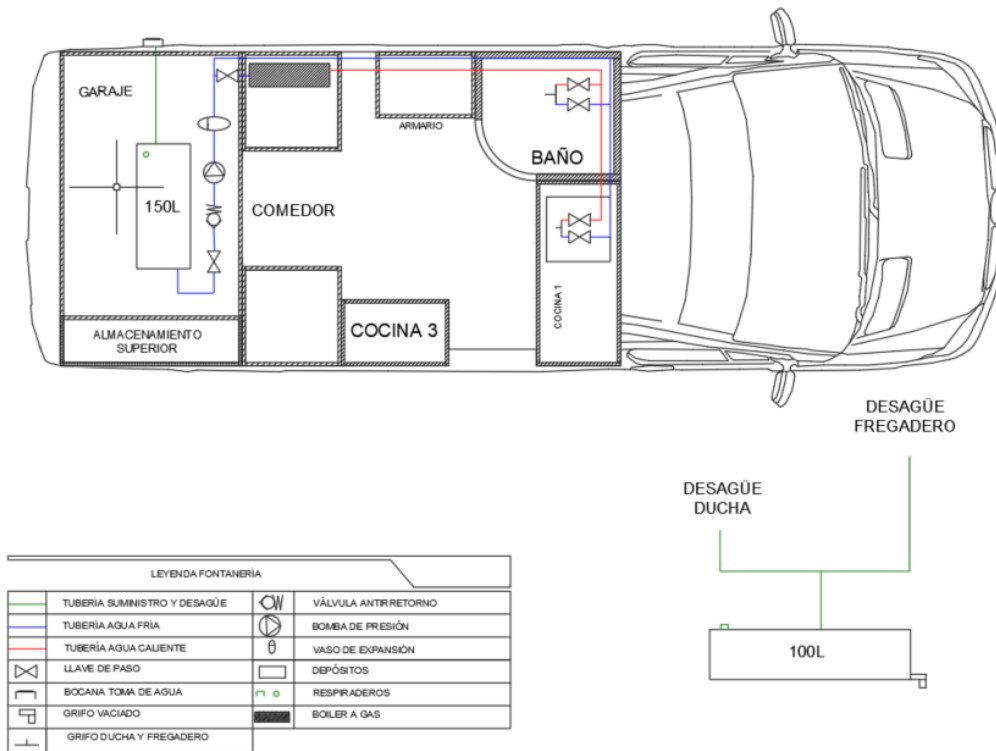 GARAJE
150L
COMEDOR
ARMARIO
BAÑO
COCINA 1
COCINA 3
ALMACENAMIENTO
SUPERIOR
DESAGÜE
FREGADERO
DESAGÜE
DUCHA
100L
LEYENDA FONTANERÍA
TUBERÍA SUMINISTRO Y DESAGÜE
VÁLVULA ANTIRRETORNO
TUBERÍA AGUA FRÍA
BOMBA DE PRESIÓN
TUBERÍA AGUA CALIENTE
VASO DE EXPANSIÓN
LLAVE DE PASO
DEPÓSITOS
BOCANA TOMA DE AGUA
RESPIRADEROS
GRIFO VACIADO
BOILER A GAS
GRIFO DUCHA Y FREGADERO